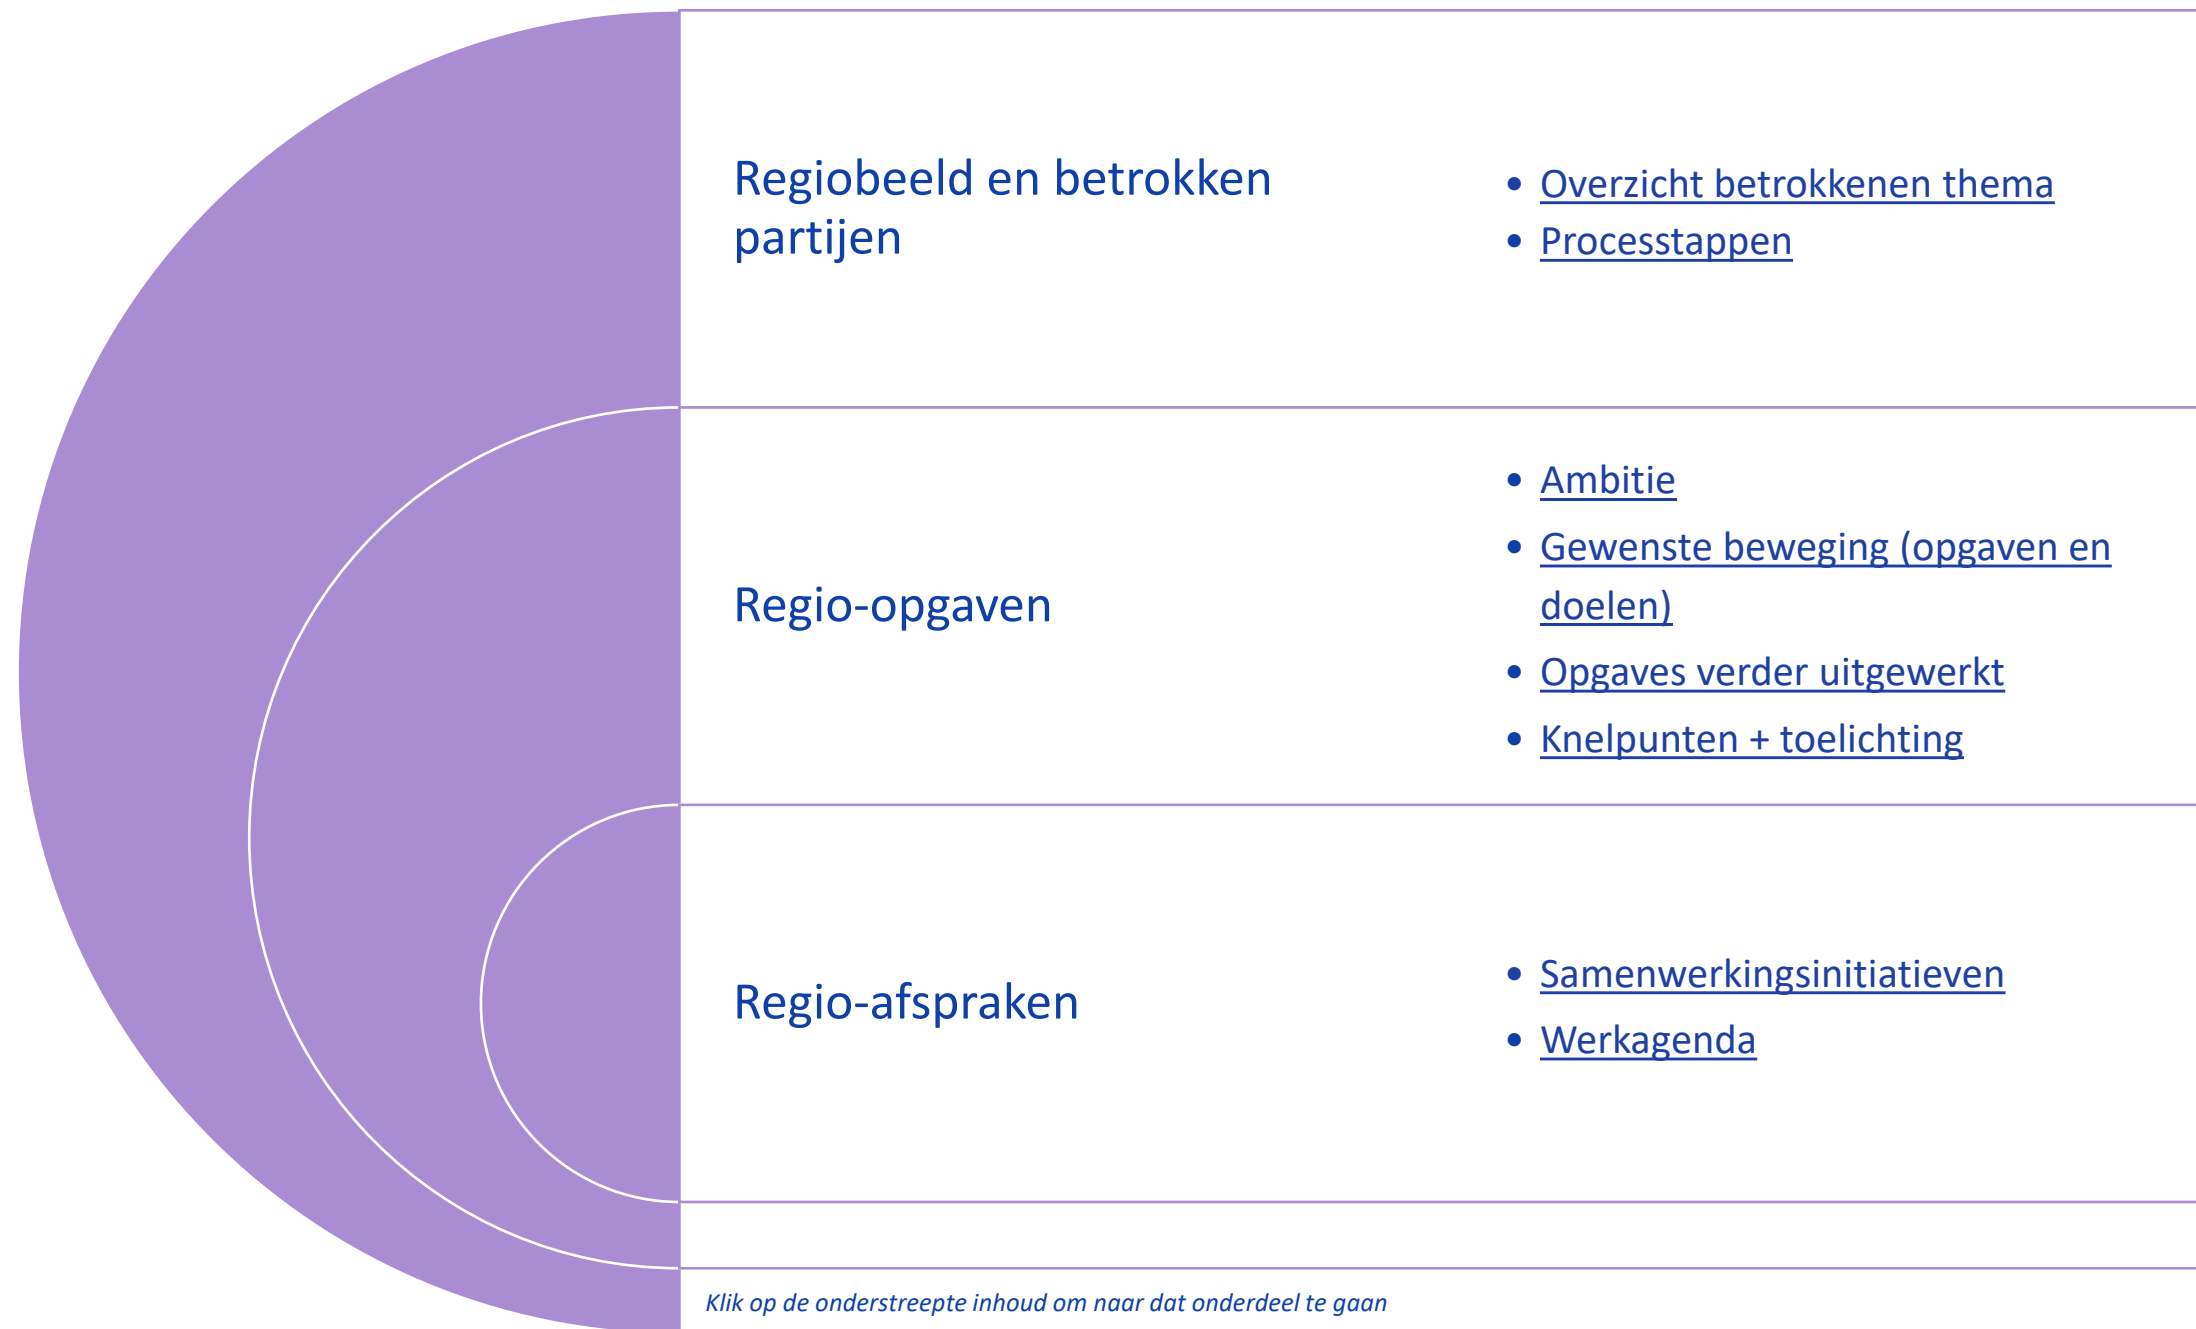 Regiobeeld en betrokken
partijen
• Overzicht betrokkenen thema
• Processtappen
Regio-opgaven
• Ambitie
• Gewenste beweging (opgaven en
doelen)
• Opgaves verder uitgewerkt
• Knelpunten + toelichting
Regio-afspraken
• Samenwerkingsinitiatieven
• Werkagenda
Klik op de onderstreepte inhoud om naar dat onderdeel te gaan